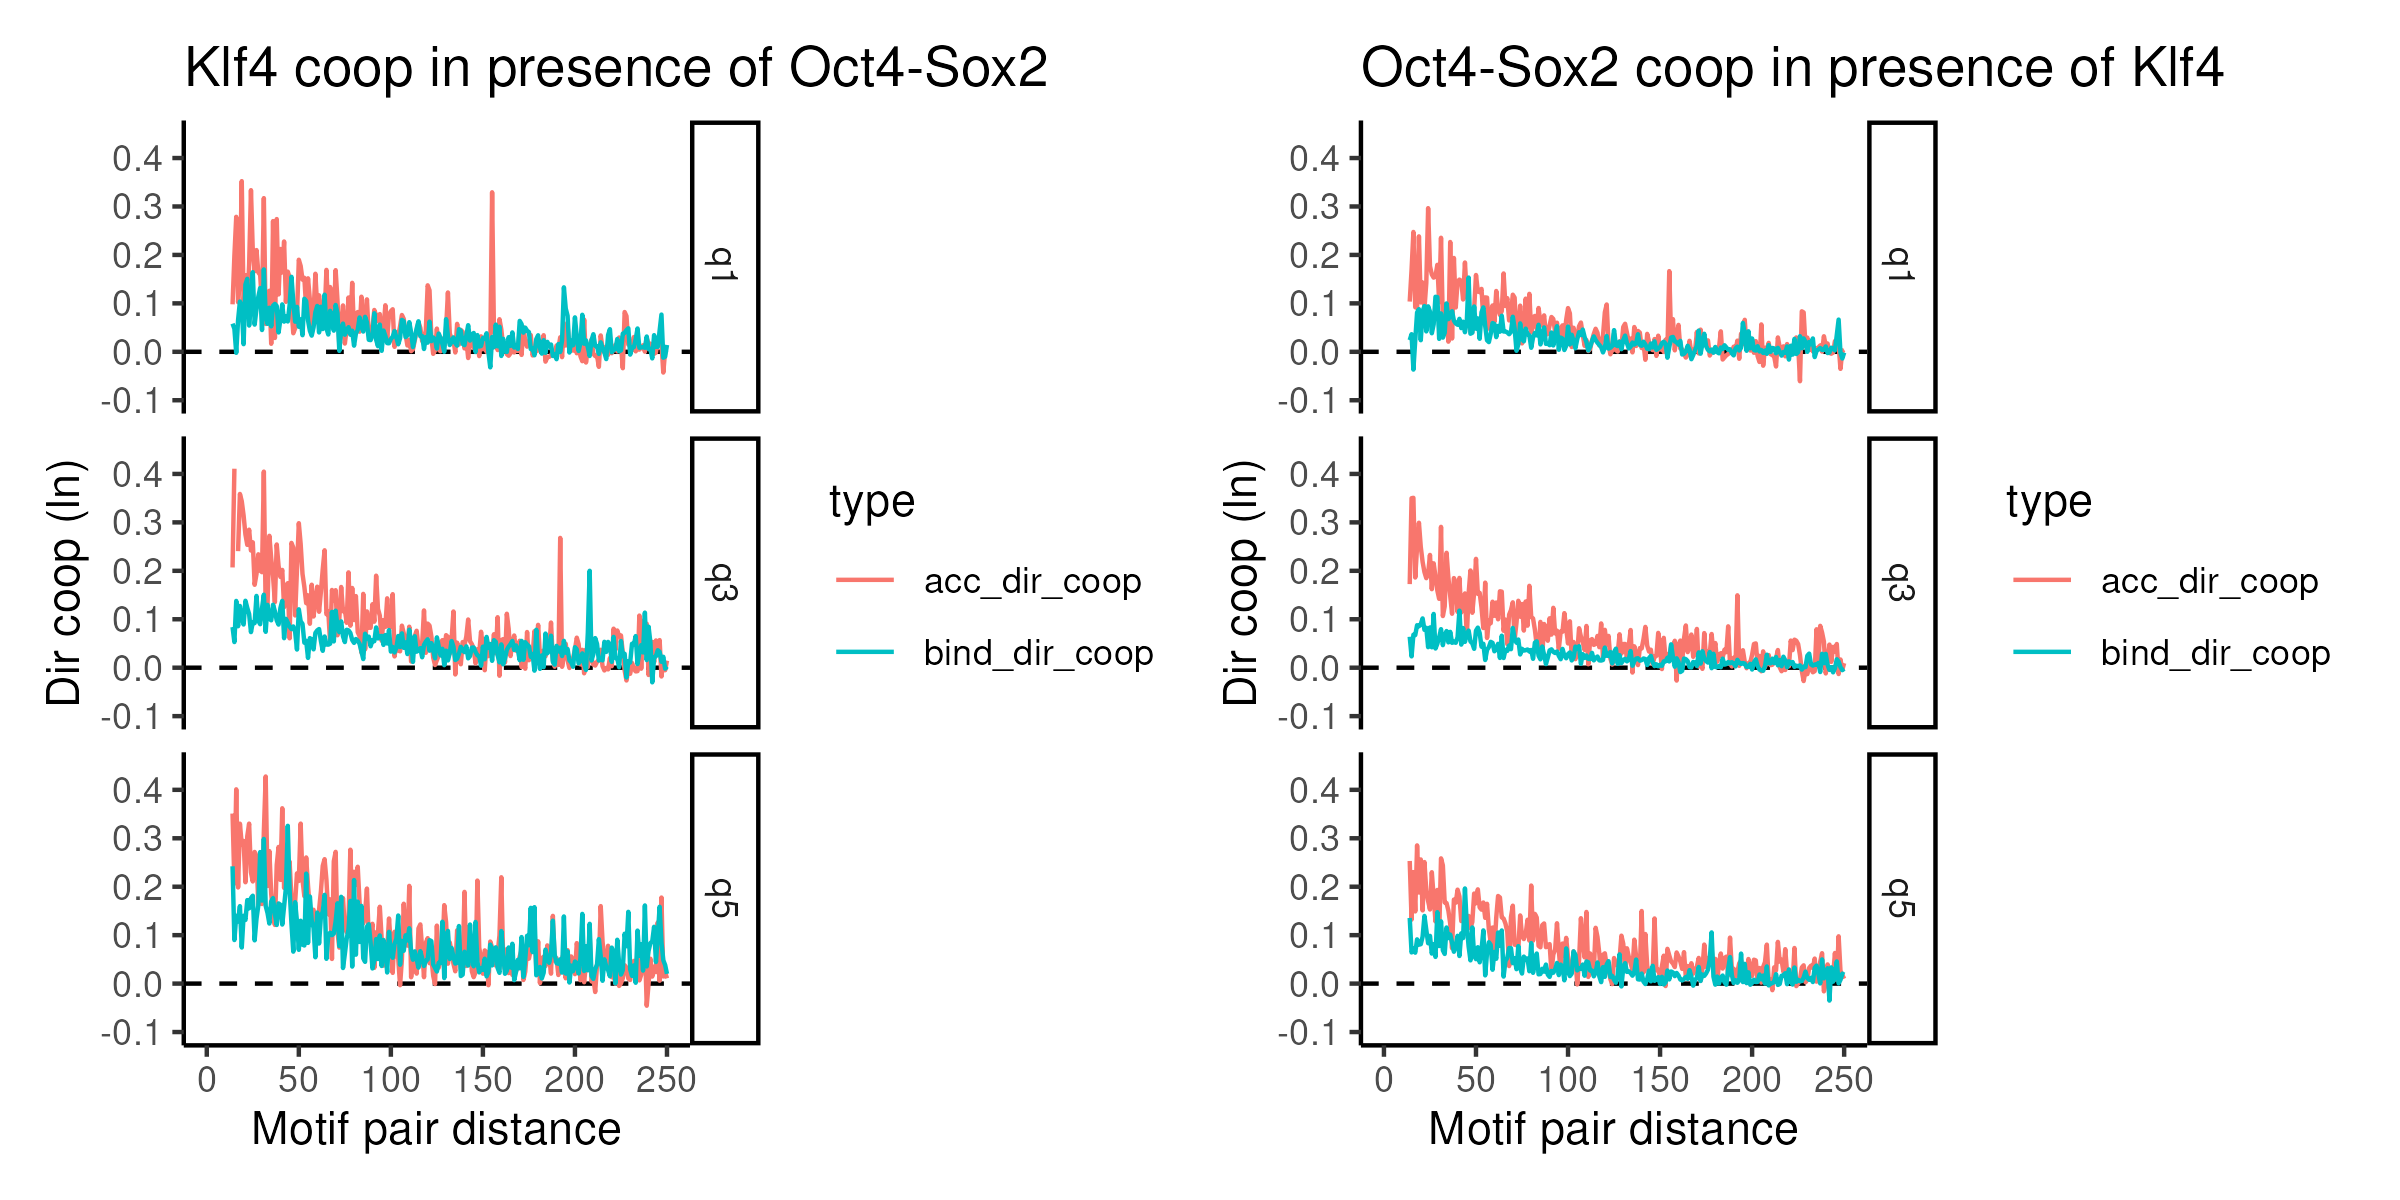 Klf4 coop in presence of Oct4-Sox2
0.4
0.3
0.2
0.1
0.0
-0.1
q1
0.4
0.3
0.2
0.1
0.0
-0.1
q3
0.4
0.3
0.2
0.1
0.0
-0.1
q5
0 50 100 150 200 250
Motif pair distance
Dir coop (ln)
type
acc_dir_coop
bind_dir_coop
Oct4-Sox2 coop in presence of Klf4
0.4
0.3
0.2
0.1
0.0
-0.1
q1
0.4
0.3
0.2
0.1
0.0
-0.1
q3
0.4
0.3
0.2
0.1
0.0
-0.1
q5
0 50 100 150 200 250
Motif pair distance
Dir coop (ln)
type
acc_dir_coop
bind_dir_coop